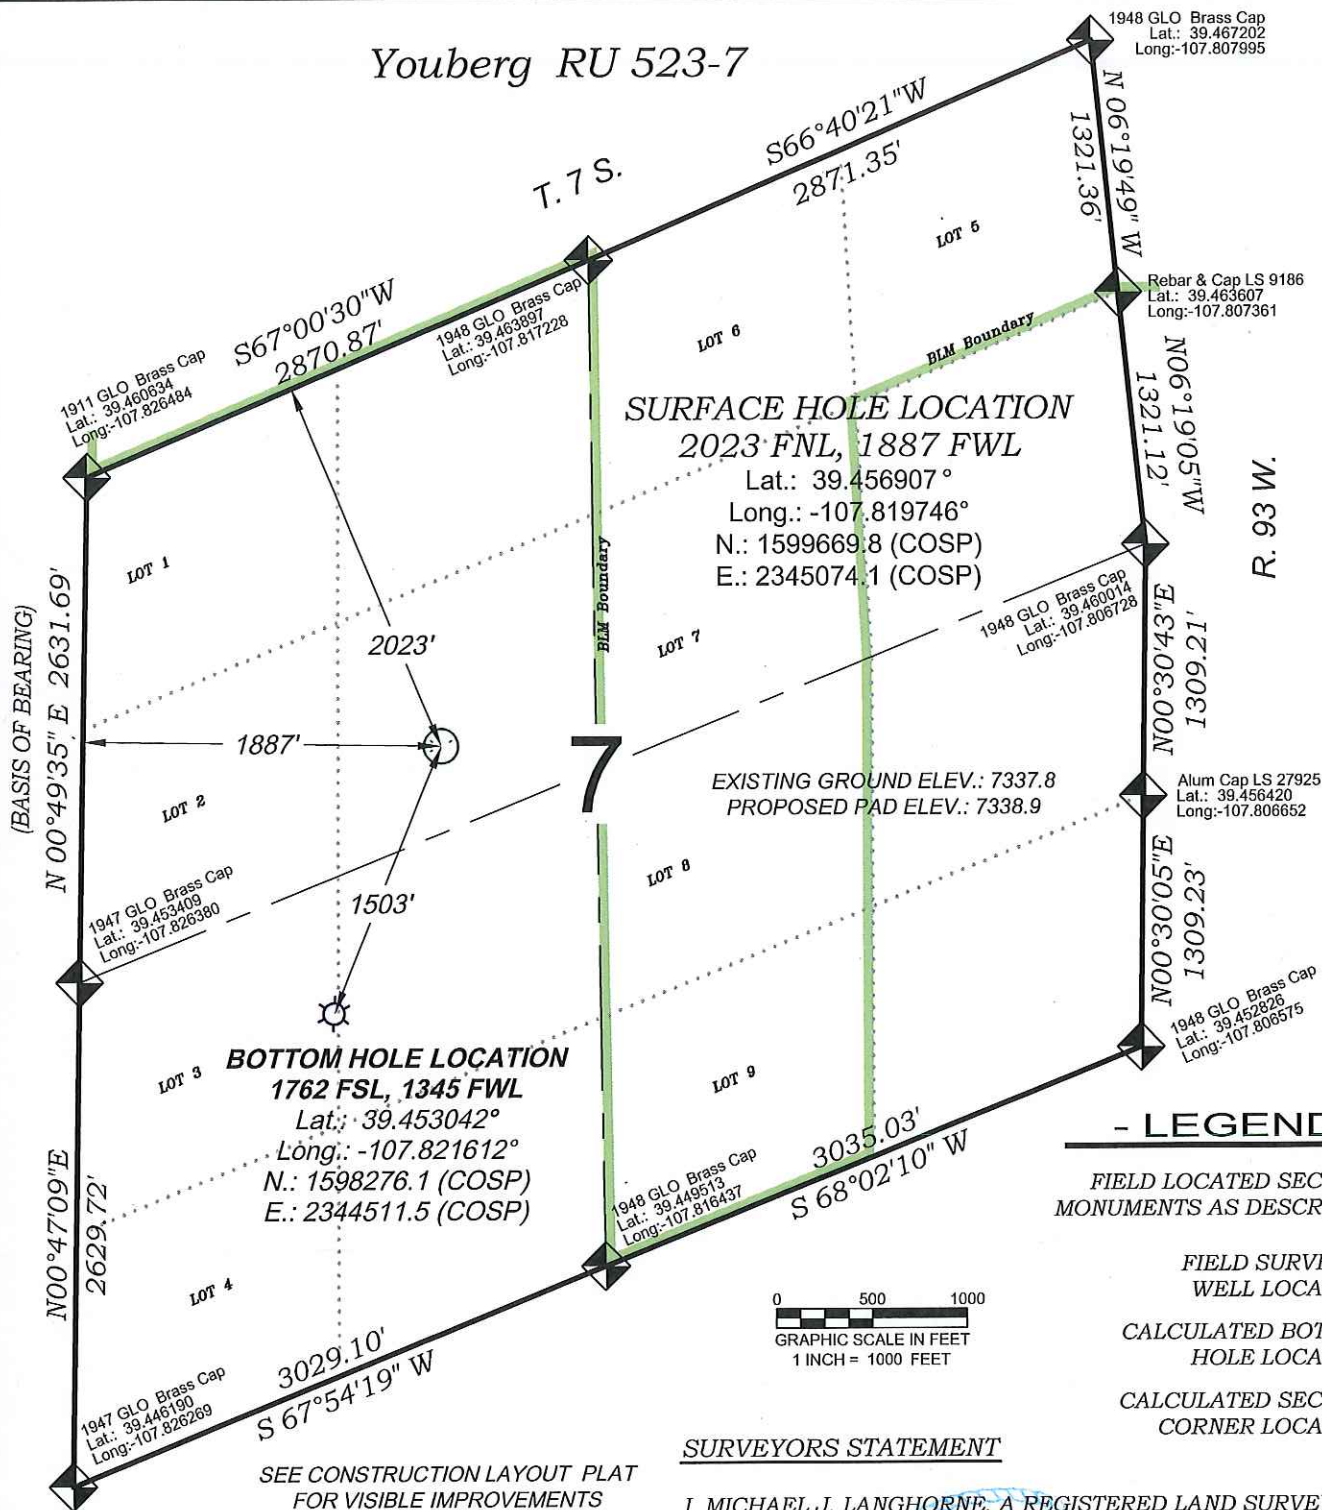 Youberg RU 523-7
1948 GLO Brass Cap
Lat.: 39.467202
Long:-107.807995
T. 7 S.
S66°40'21"W
2871.35'
N 06°19'49" W
1321.36'
LOT 5
Rebar & Cap LS 9186
Lat.: 39.463607
Long:-107.807361
S67°00'30"W
2870.87'
1948 GLO Brass Cap
Lat.: 39.463897
Long:-107.817228
LOT 6
BLM Boundary
1911 GLO Brass Cap
Lat.: 39.460634
Long:-107.826484
SURFACE HOLE LOCATION
2023 FNL, 1887 FWL
Lat.: 39.456907°
Long.: -107.819746°
N.: 1599669.8 (COSP)
E.: 2345074.1 (COSP)
N06°19'05"W
1321.12'
R. 93 W.
LOT 1
BLM Boundary
1948 GLO Brass Cap
Lat.: 39.460014
Long:-107.806728
(BASIS OF BEARING)
N 00°49'35" E 2631.69'
2023'
LOT 7
N00°30'43"E
1309.21'
1887'
7
EXISTING GROUND ELEV.: 7337.8
PROPOSED PAD ELEV.: 7338.9
Alum Cap LS 27925
Lat.: 39.456420
Long:-107.806652
LOT 2
LOT 8
1503'
1947 GLO Brass Cap
Lat.: 39.453409
Long:-107.826380
N00°30'05"E
1309.23'
1948 GLO Brass Cap
Lat.: 39.452826
Long:-107.806575
BOTTOM HOLE LOCATION
1762 FSL, 1345 FWL
Lat.: 39.453042°
Long.: -107.821612°
N.: 1598276.1 (COSP)
E.: 2344511.5 (COSP)
LOT 3
LOT 9
N00°47'09"E
2629.72'
1948 GLO Brass Cap
Lat.: 39.449513
Long:-107.816437
3035.03'
S 68°02'10" W
- LEGEND
FIELD LOCATED SEC
MONUMENTS AS DESCR
LOT 4
FIELD SURVE
WELL LOCA
0 500 1000
GRAPHIC SCALE IN FEET
1 INCH = 1000 FEET
CALCULATED BOT
HOLE LOCA
3029.10'
S 67°54'19" W
CALCULATED SEC
CORNER LOCA
1947 GLO Brass Cap
Lat.: 39.446190
Long:-107.826269
SEE CONSTRUCTION LAYOUT PLAT
FOR VISIBLE IMPROVEMENTS
SURVEYORS STATEMENT
I, MICHAEL J. LANGHORNE, A REGISTERED LAND SURVE